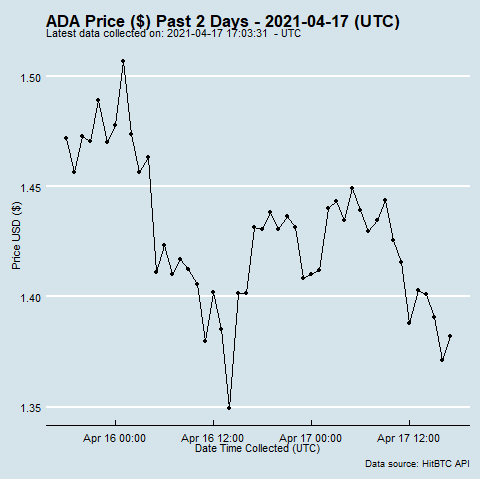 ADA Price ($) Past 2 Days - 2021-04-17 (UTC)
Latest data collected on: 2021-04-17 17:03:31  - UTC
1.50
1.45
1.40
1.35
Price USD ($)
Apr 16 00:00
Apr 16 12:00
Apr 17 00:00
Apr 17 12:00
Date Time Collected (UTC)
Data source: HitBTC API